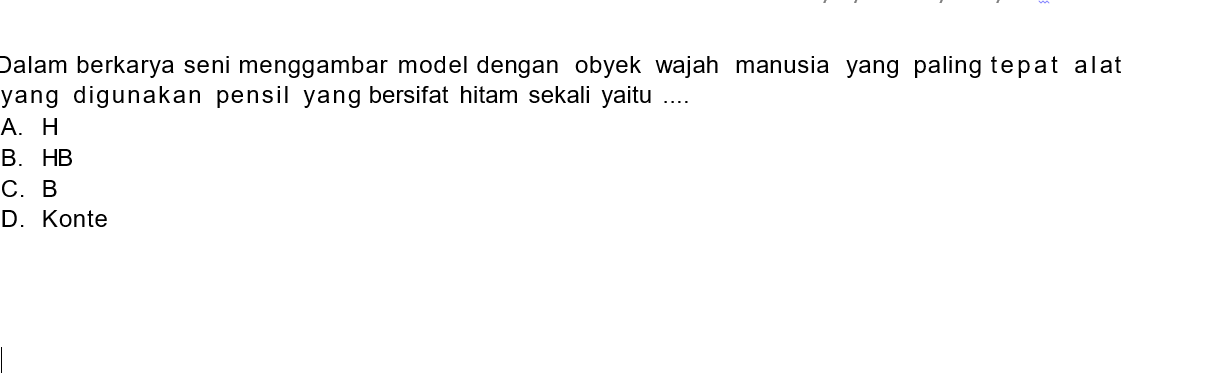 Dalam berkarya seni menggambar model dengan obyek wajah manusia yang paling tepat alat
yang digunakan pensil yang bersifat hitam sekali yaitu ....
A. H
B. HB
C. B
D. Konte